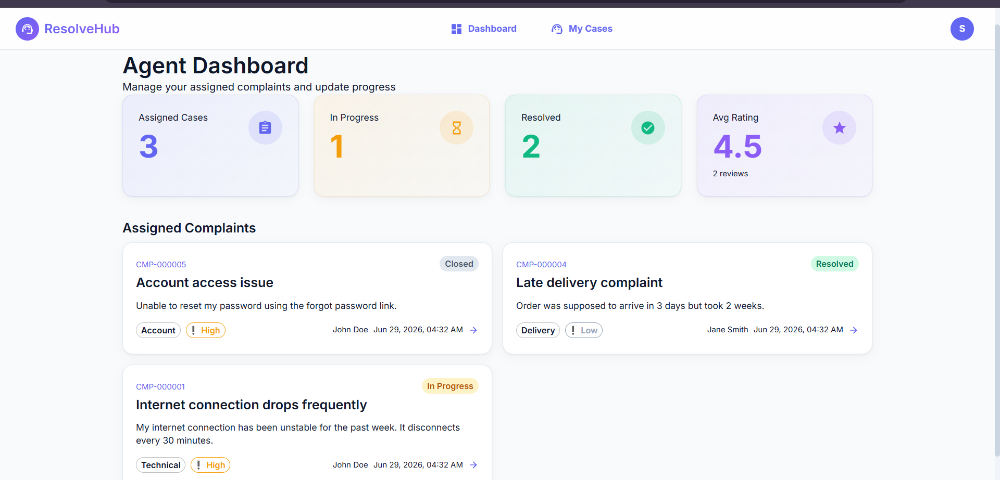 ResolveHub
Dashboard
My Cases
S
Agent Dashboard
Manage your assigned complaints and update progress
Assigned Cases
3
In Progress
1
Resolved
2
Avg Rating
4.5
2 reviews
Assigned Complaints
CMP-000005
Closed
Account access issue
Unable to reset my password using the forgot password link.
Account
! High
John Doe Jun 29, 2026, 04:32 AM
CMP-000004
Resolved
Late delivery complaint
Order was supposed to arrive in 3 days but took 2 weeks.
Delivery
! Low
Jane Smith Jun 29, 2026, 04:32 AM
CMP-000001
In Progress
Internet connection drops frequently
My internet connection has been unstable for the past week. It disconnects
every 30 minutes.
Technical
! High
John Doe Jun 29, 2026, 04:32 AM